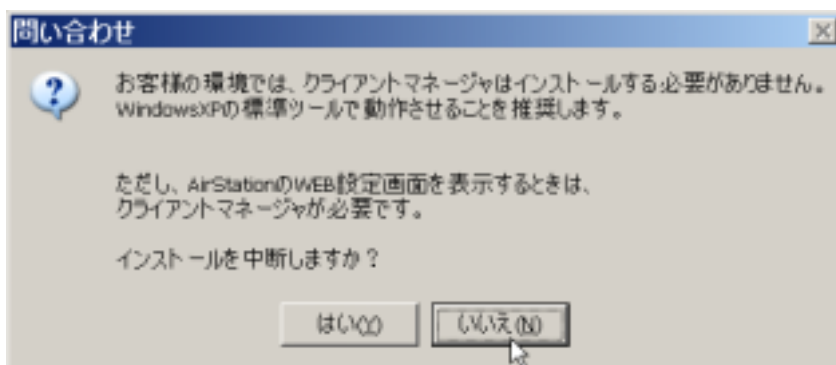 問い合わせ
お客様の環境では、クライアントマネージャはインストールする必要がありません。
WindowsXPの標準ツールで動作させることを推奨します。
ただし、AirStationのWEB設定画面を表示するときは、
クライアントマネージャが必要です。
インストールを中断しますか？
はい(Y) いいえ(N)